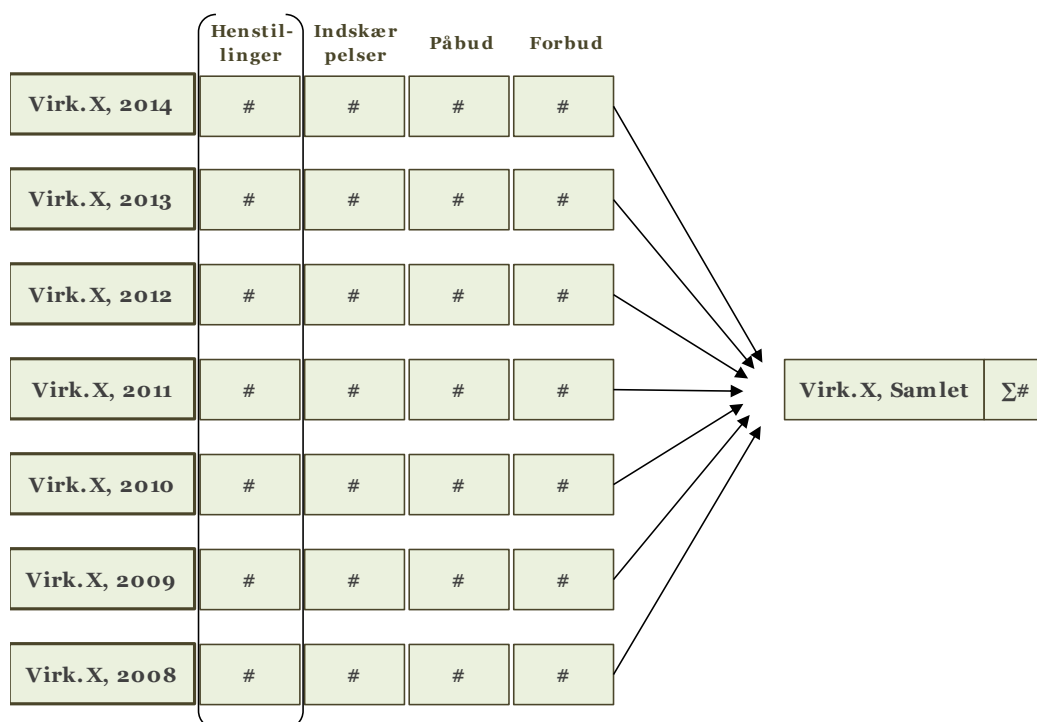 Henstil-
linger
Indskær
pelser
Påbud
Forbud
Virk.X, 2014 # # # #
Virk.X, 2013 # # # #
Virk.X, 2012 # # # #
Virk.X, 2011 # # # #
Virk.X, Samlet ∑#
Virk.X, 2010 # # # #
Virk.X, 2009 # # # #
Virk.X, 2008 # # # #